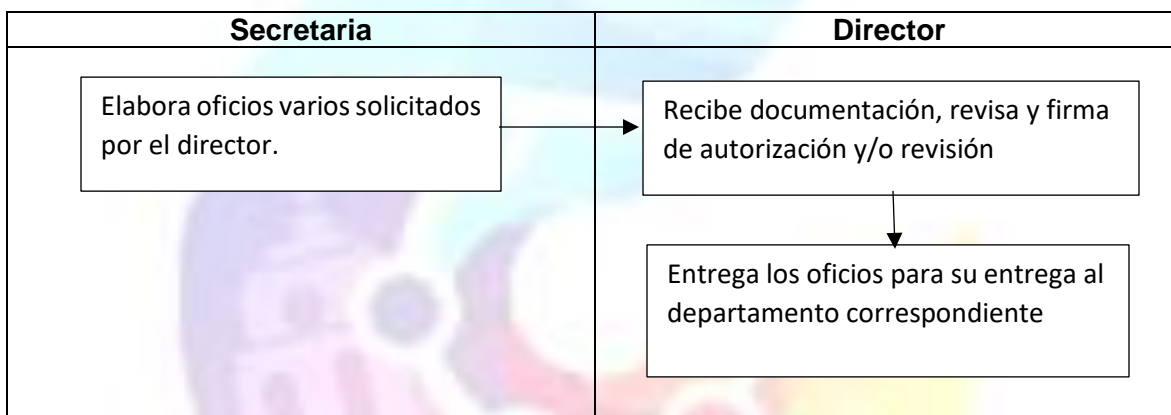 Secretaria
Director
Elabora oficios varios solicitados
por el director.
Recibe documentación, revisa y firma
de autorización y/o revisión
Entrega los oficios para su entrega al
departamento correspondiente